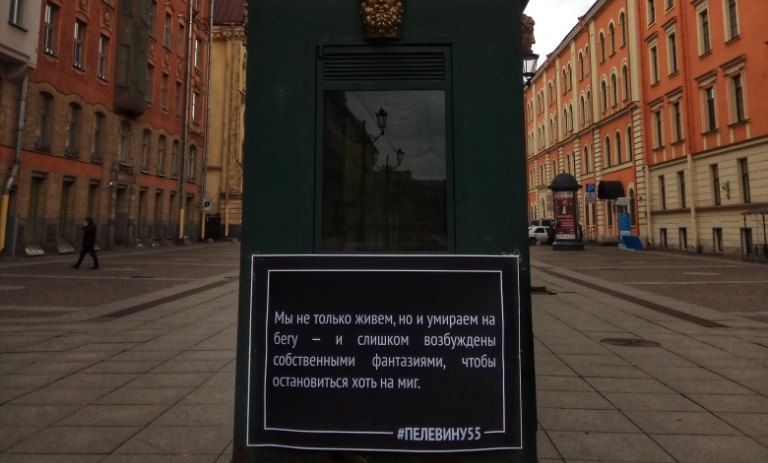 Мы не только живем, но и умираем на
бегу – и слишком возбуждены
собственными фантазиями, чтобы
остановиться хоть на миг.
#ПЕЛЕВИНУ55